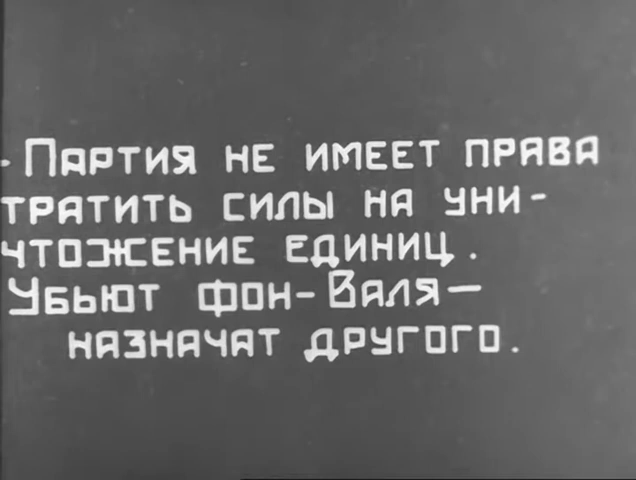 - Партия не имеет права
тратить силы на уни-
чтожение единиц.
Убьют фон-Валя—
назначат другого.